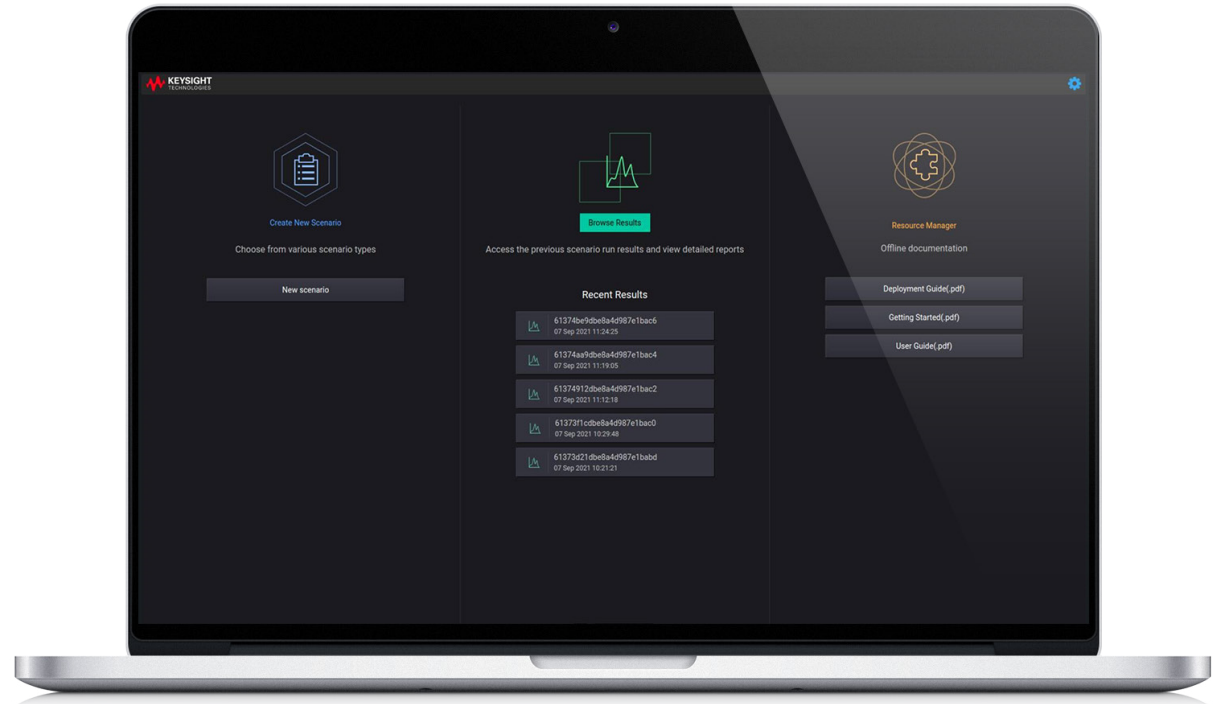 KEYSIGHT
TECHNOLOGIES
Create New Scenario
Choose from various scenario types
New scenario
Browse Results
Access the previous scenario run results and view detailed reports
Recent Results
61374be9dbe8a4d987e1bac6
07 Sep 2021 11:24:25
61374aa9dbe8a4d987e1bac4
07 Sep 2021 11:19:05
61374912dbe8a4d987e1bac2
07 Sep 2021 11:12:18
61373f1cdbe8a4d987e1bac0
07 Sep 2021 10:29:48
61373d21dbe8a4d987e1babd
07 Sep 2021 10:21:21
Resource Manager
Offline documentation
Deployment Guide(.pdf)
Getting Started(.pdf)
User Guide(.pdf)